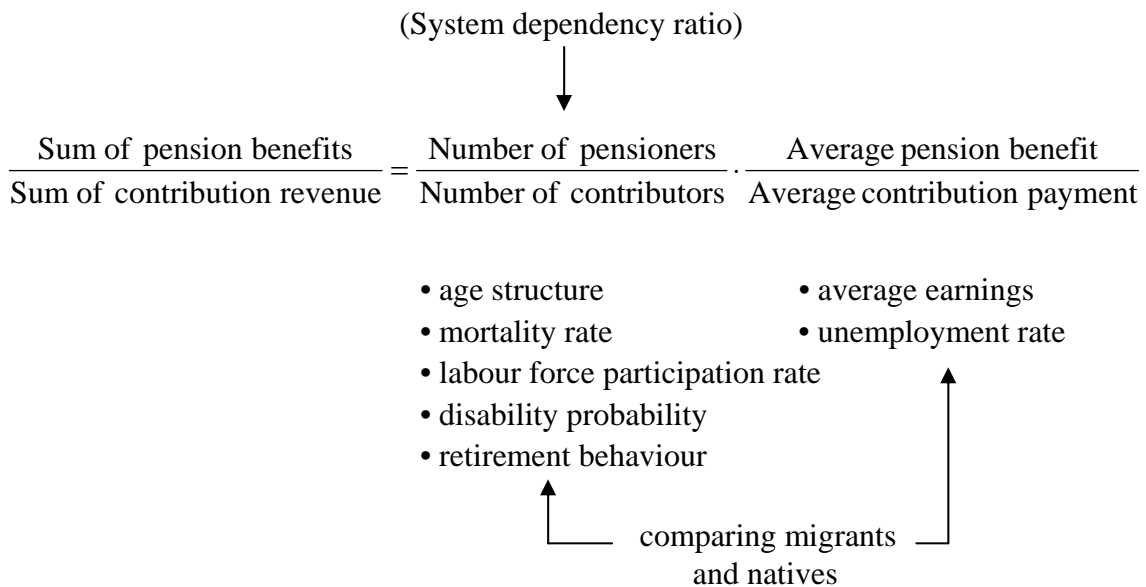 (System dependency ratio)
Sum of pension benefits / Sum of contribution revenue = Number of pensioners / Number of contributors · Average pension benefit / Average contribution payment
• age structure
• mortality rate
• labour force participation rate
• disability probability
• retirement behaviour
• average earnings
• unemployment rate
comparing migrants
and natives